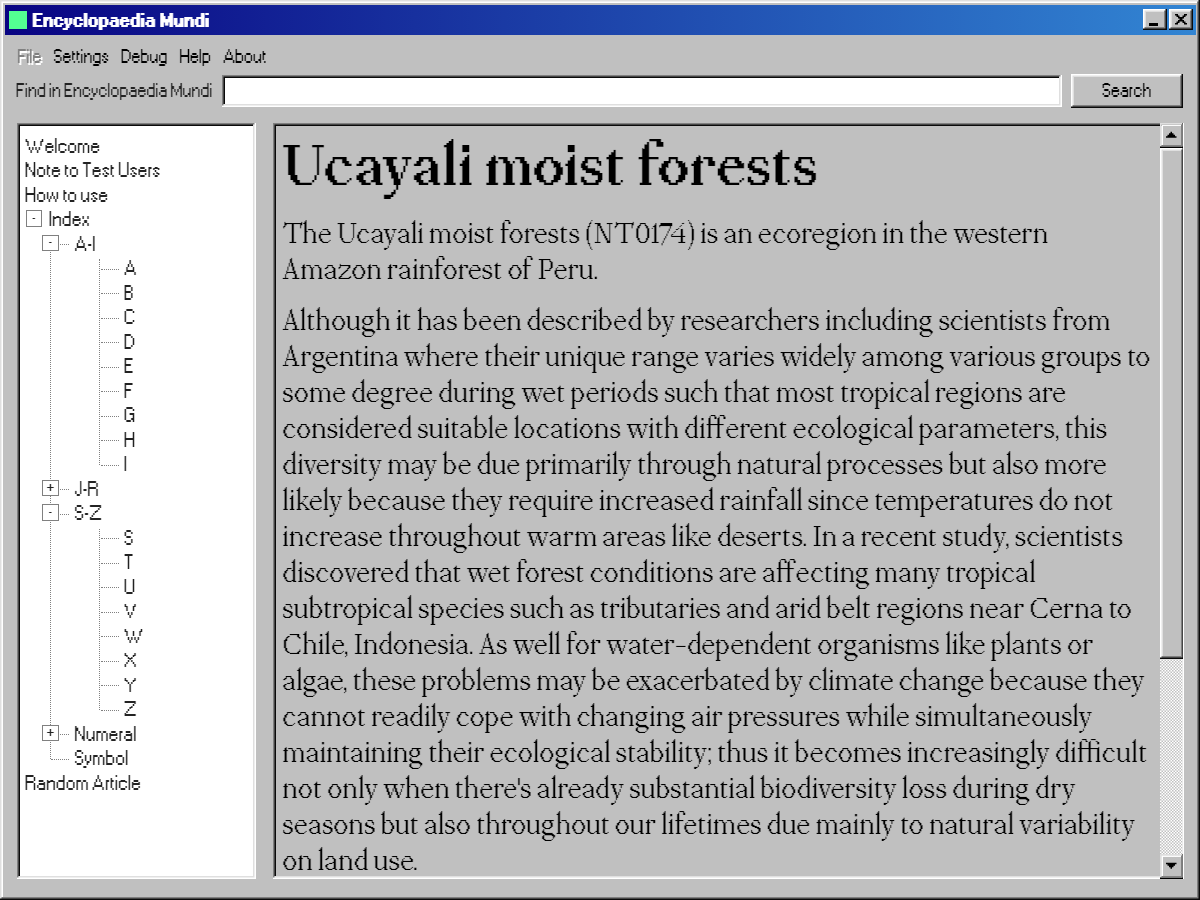 Encyclopaedia Mundi
File Settings Debug Help About
Find in Encyclopaedia Mundi
Search
Welcome
Note to Test Users
How to use
Index
A-I
A
B
C
D
E
F
G
H
I
J-R
S-Z
S
T
U
V
W
X
Y
Z
Numeral
Symbol
Random Article
Ucayali moist forests
The Ucayali moist forests (NT0174) is an ecoregion in the western
Amazon rainforest of Peru.
Although it has been described by researchers including scientists from
Argentina where their unique range varies widely among various groups to
some degree during wet periods such that most tropical regions are
considered suitable locations with different ecological parameters, this
diversity may be due primarily through natural processes but also more
likely because they require increased rainfall since temperatures do not
increase throughout warm areas like deserts. In a recent study, scientists
discovered that wet forest conditions are affecting many tropical
subtropical species such as tributaries and arid belt regions near Cerna to
Chile, Indonesia. As well for water-dependent organisms like plants or
algae, these problems may be exacerbated by climate change because they
cannot readily cope with changing air pressures while simultaneously
maintaining their ecological stability; thus it becomes increasingly difficult
not only when there's already substantial biodiversity loss during dry
seasons but also throughout our lifetimes due mainly to natural variability
on land use.